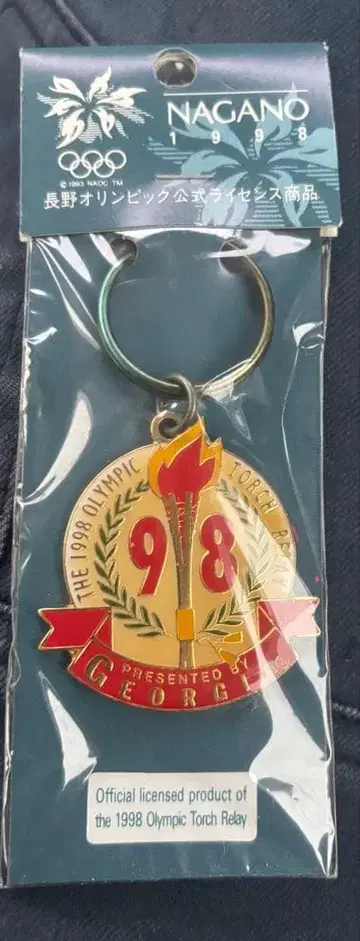 NAGANO
1 9 9 8
© 1993 NAOC TM
長野オリンピック公式ライセンス商品
THE 1998 OLYMPIC TORCH RELAY
98
PRESENTED BY
Official licensed product of
the 1998 Olympic Torch Relay